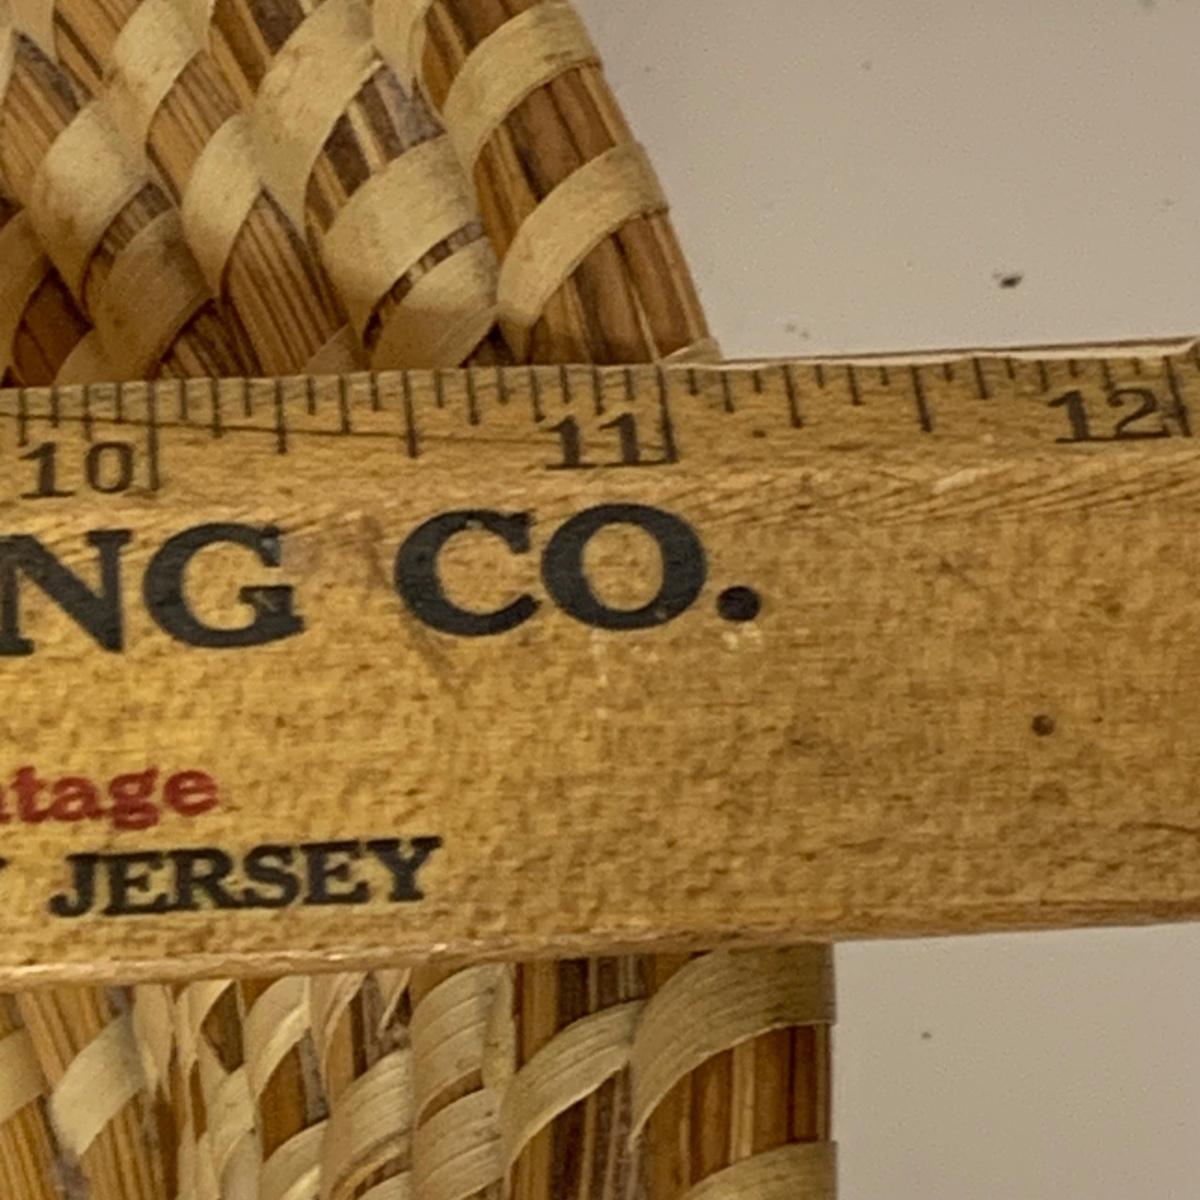 10 11 12
NG CO.
ntage
Y JERSEY